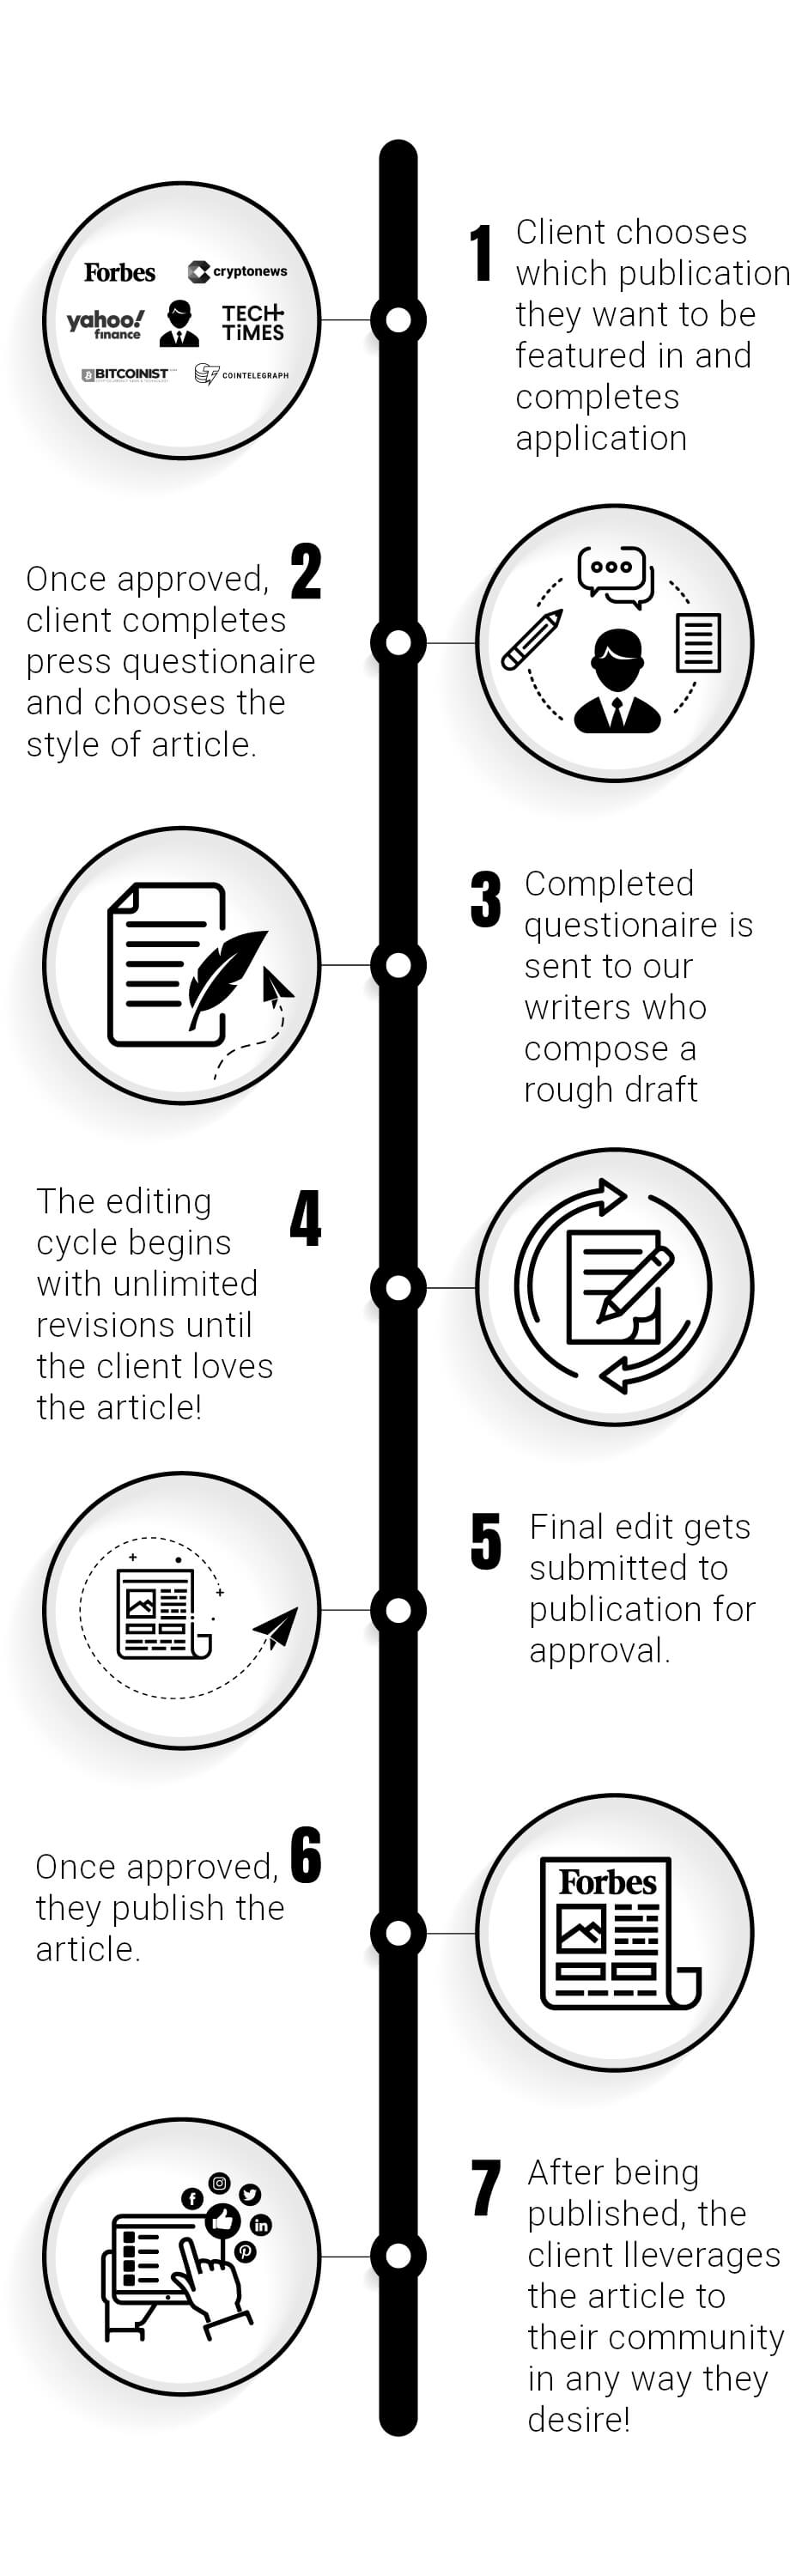 Forbes
cryptonews
yahoo!
finance
TECH
TiMES
BITCOINIST
COINTELEGRAPH
1
Client chooses
which publication
they want to be
featured in and
completes
application
2
Once approved,
client completes
press questionaire
and chooses the
style of article.
3
Completed
questionaire is
sent to our
writers who
compose a
rough draft
4
The editing
cycle begins
with unlimited
revisions until
the client loves
the article!
5
Final edit gets
submitted to
publication for
approval.
6
Once approved,
they publish the
article.
Forbes
7
After being
published, the
client lleverages
the article to
their community
in any way they
desire!